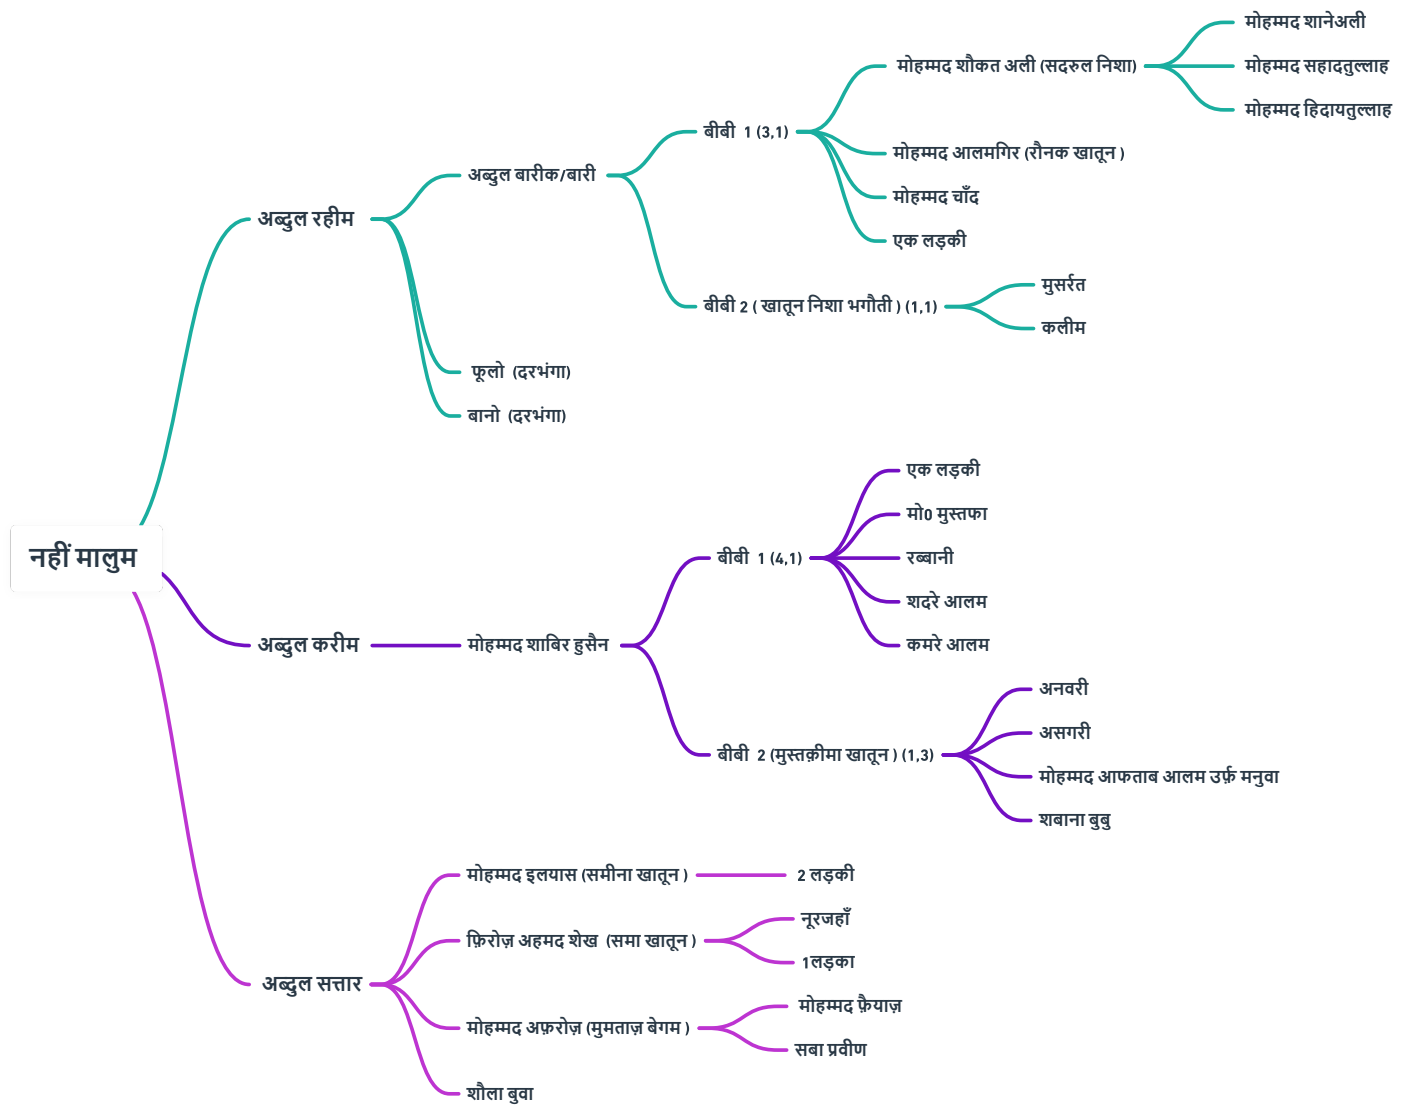 नहीं मालुम
अब्दुल रहीम
अब्दुल बारीक/बारी
बीबी 1 (3,1)
मोहम्मद शौकत अली (सदरुल निशा)
मोहम्मद शानेअली
मोहम्मद सहादतुल्लाह
मोहम्मद हिदायतुल्लाह
मोहम्मद आलमगिर (रौनक खातून )
मोहम्मद चाँद
एक लड़की
बीबी 2 ( खातून निशा भगौती ) (1,1)
मुसर्रत
कलीम
फूलो (दरभंगा)
बानो (दरभंगा)
अब्दुल करीम
मोहम्मद शाबिर हुसैन
बीबी 1 (4,1)
एक लड़की
मो0 मुस्तफा
रब्बानी
शदरे आलम
कमरे आलम
बीबी 2 (मुस्तक़ीमा खातून ) (1,3)
अनवरी
असगरी
मोहम्मद आफताब आलम उर्फ़ मनुवा
शबाना बुबु
अब्दुल सत्तार
मोहम्मद इलयास (समीना खातून )
2 लड़की
फ़िरोज़ अहमद शेख (समा खातून )
नूरजहाँ
1लड़का
मोहम्मद अफ़रोज़ (मुमताज़ बेगम )
मोहम्मद फ़ैयाज़
सबा प्रवीण
शौला बुवा